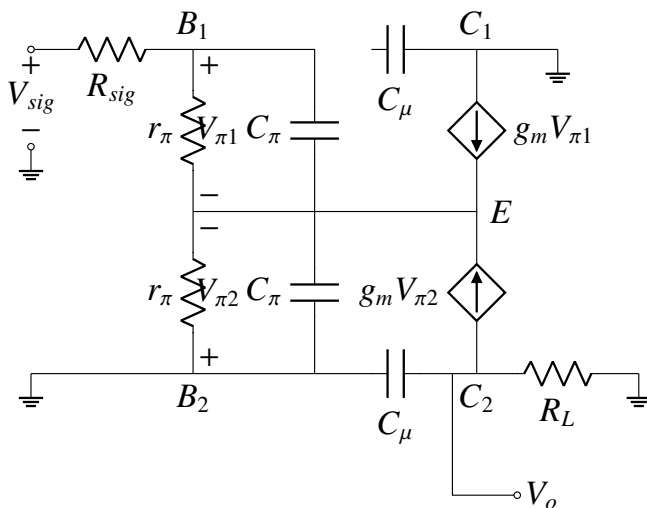 B₁
C₁
+
V_sig
−
R_sig
+
r_π
V_π1
C_π
−
C_μ
g_m V_π1
E
−
r_π
V_π2
C_π
g_m V_π2
+
B₂
C_μ
C₂
R_L
V_o